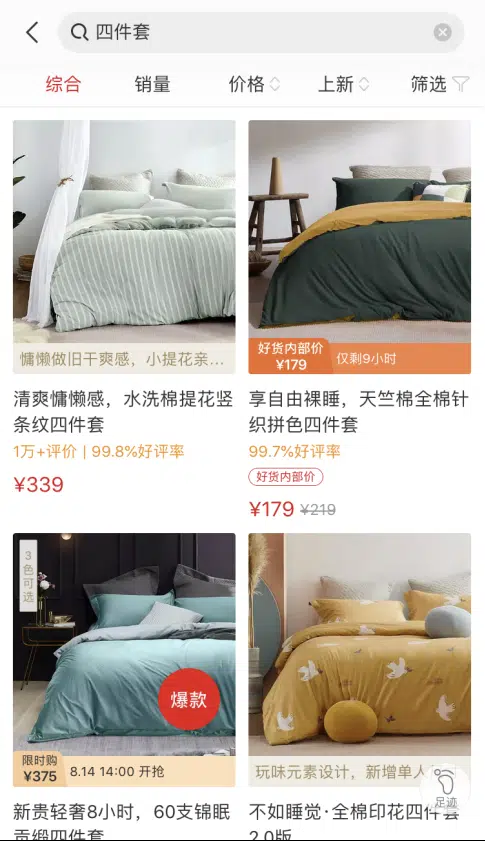 四件套
综合 销量 价格 上新 筛选
慵懒做旧干爽感，小提花亲...
好货内部价
¥179
仅剩9小时
清爽慵懒感，水洗棉提花竖
条纹四件套
1万+评价 | 99.8%好评率
¥339
享自由裸睡，天竺棉全棉针
织拼色四件套
99.7%好评率
好货内部价
¥179 ¥219
3色可选
爆款
限时购
¥375
8.14 14:00 开抢
新贵轻奢8小时，60支锦眠
贡缎四件套
玩味元素设计，新增单人
足迹
不如睡觉·全棉印花四件套
2.0版